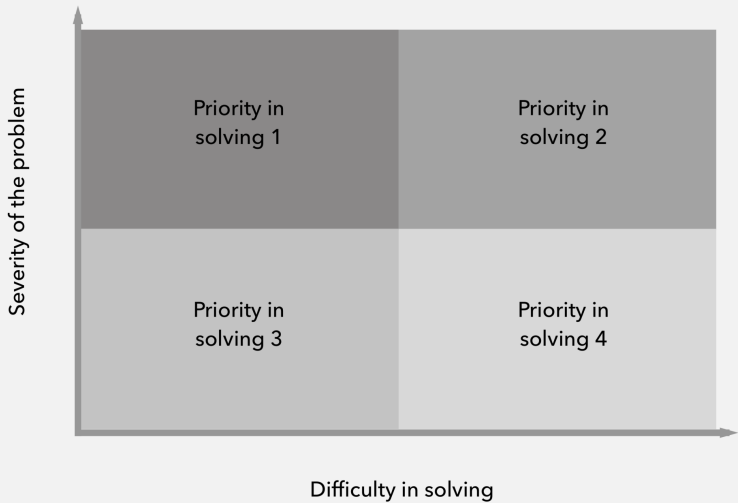 Severity of the problem
Priority in
solving 1
Priority in
solving 2
Priority in
solving 3
Priority in
solving 4
Difficulty in solving